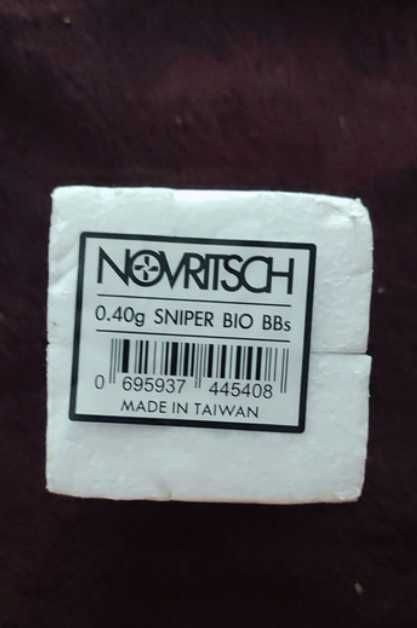 NOVRITSCH
0.40g SNIPER BIO BBs
0 695937 445408
MADE IN TAIWAN